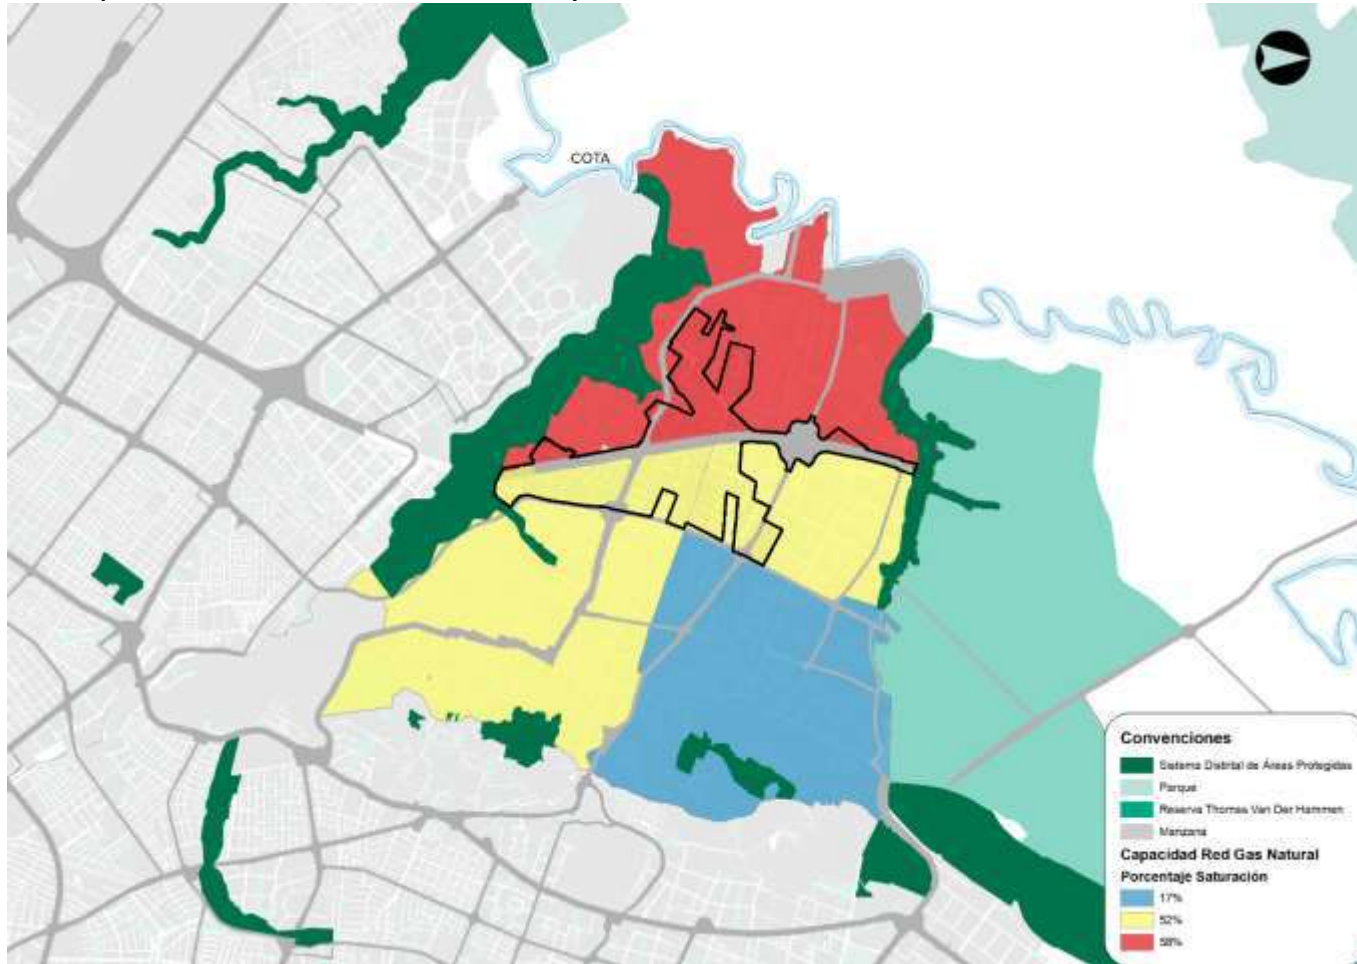 COTA
Convenciones
Sistema Distrital de Áreas Protegidas
Parque
Reserva Thomas Van Der Hammen
Manzana
Capacidad Red Gas Natural
Porcentaje Saturación
17%
52%
58%